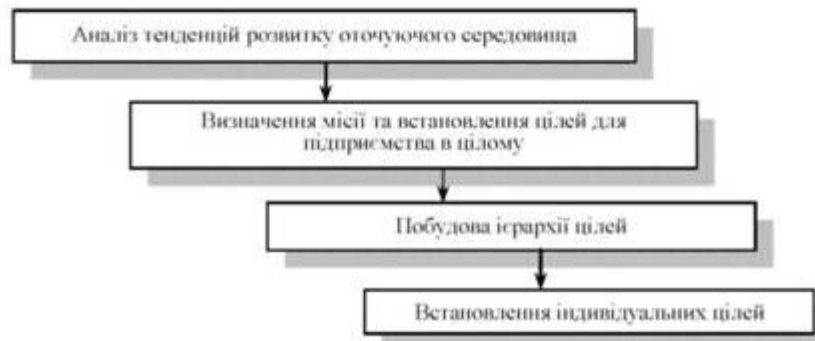 Аналіз тенденцій розвитку оточуючого середовища
Визначення місії та встановлення цілей для
підприємства в цілому
Побудова ієрархії цілей
Встановлення індивідуальних цілей